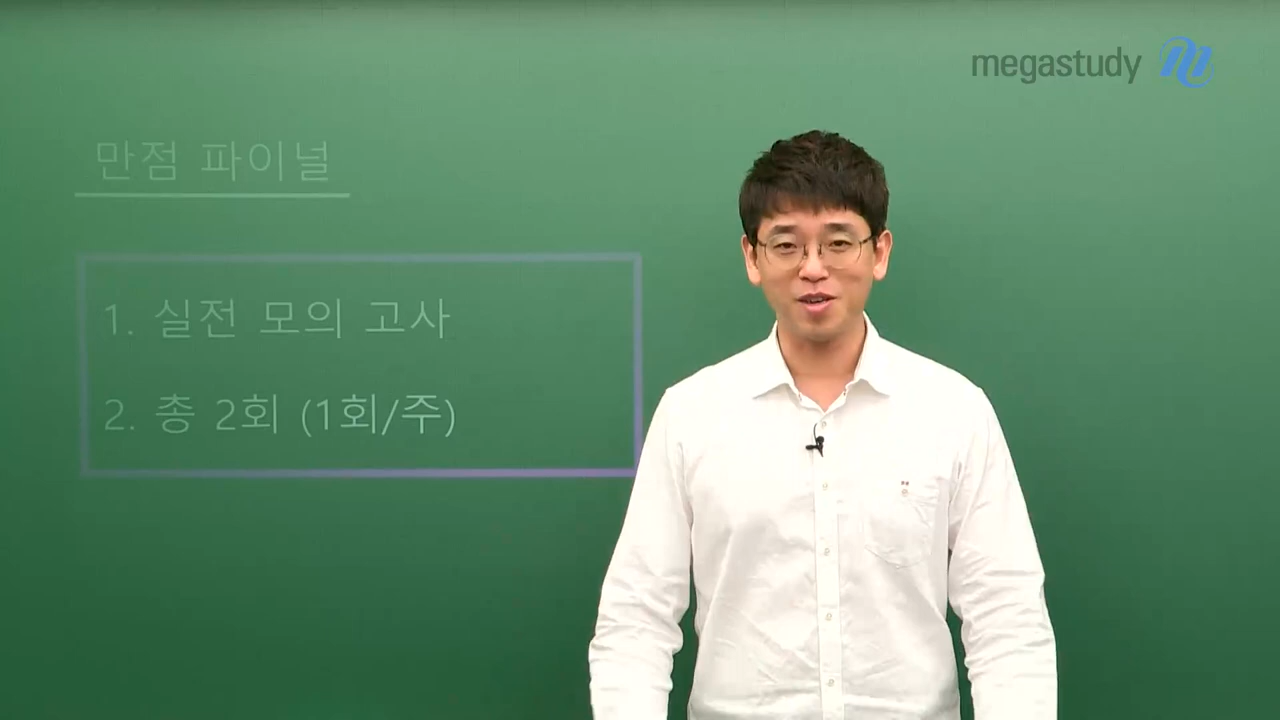 megastudy
만점 파이널
1. 실전 모의 고사
2. 총 2회 (1회/주)